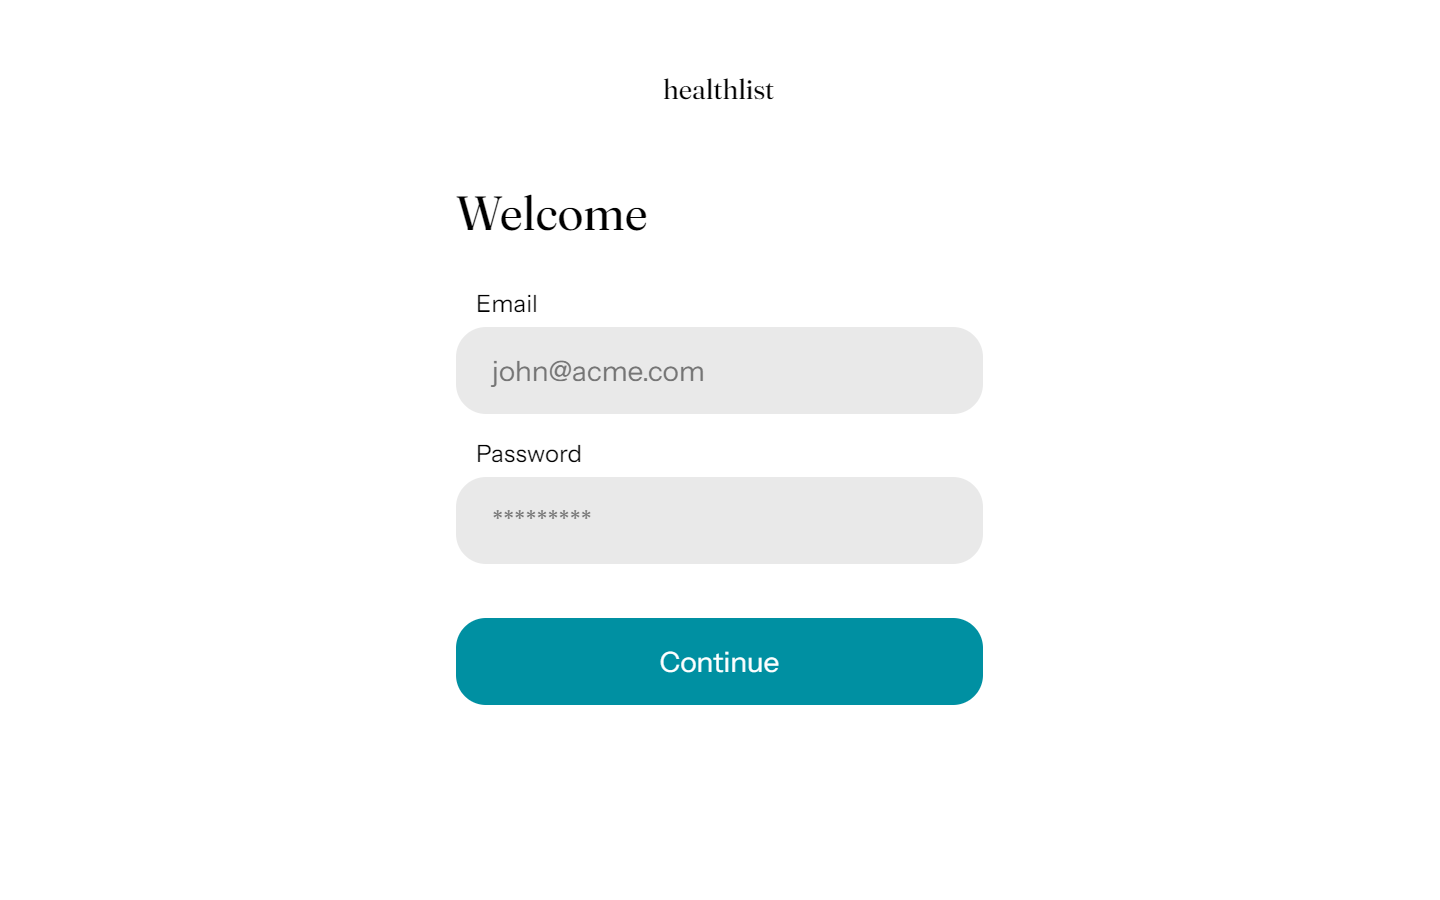 healthlist
Welcome
Email
john@acme.com
Password
*********
Continue